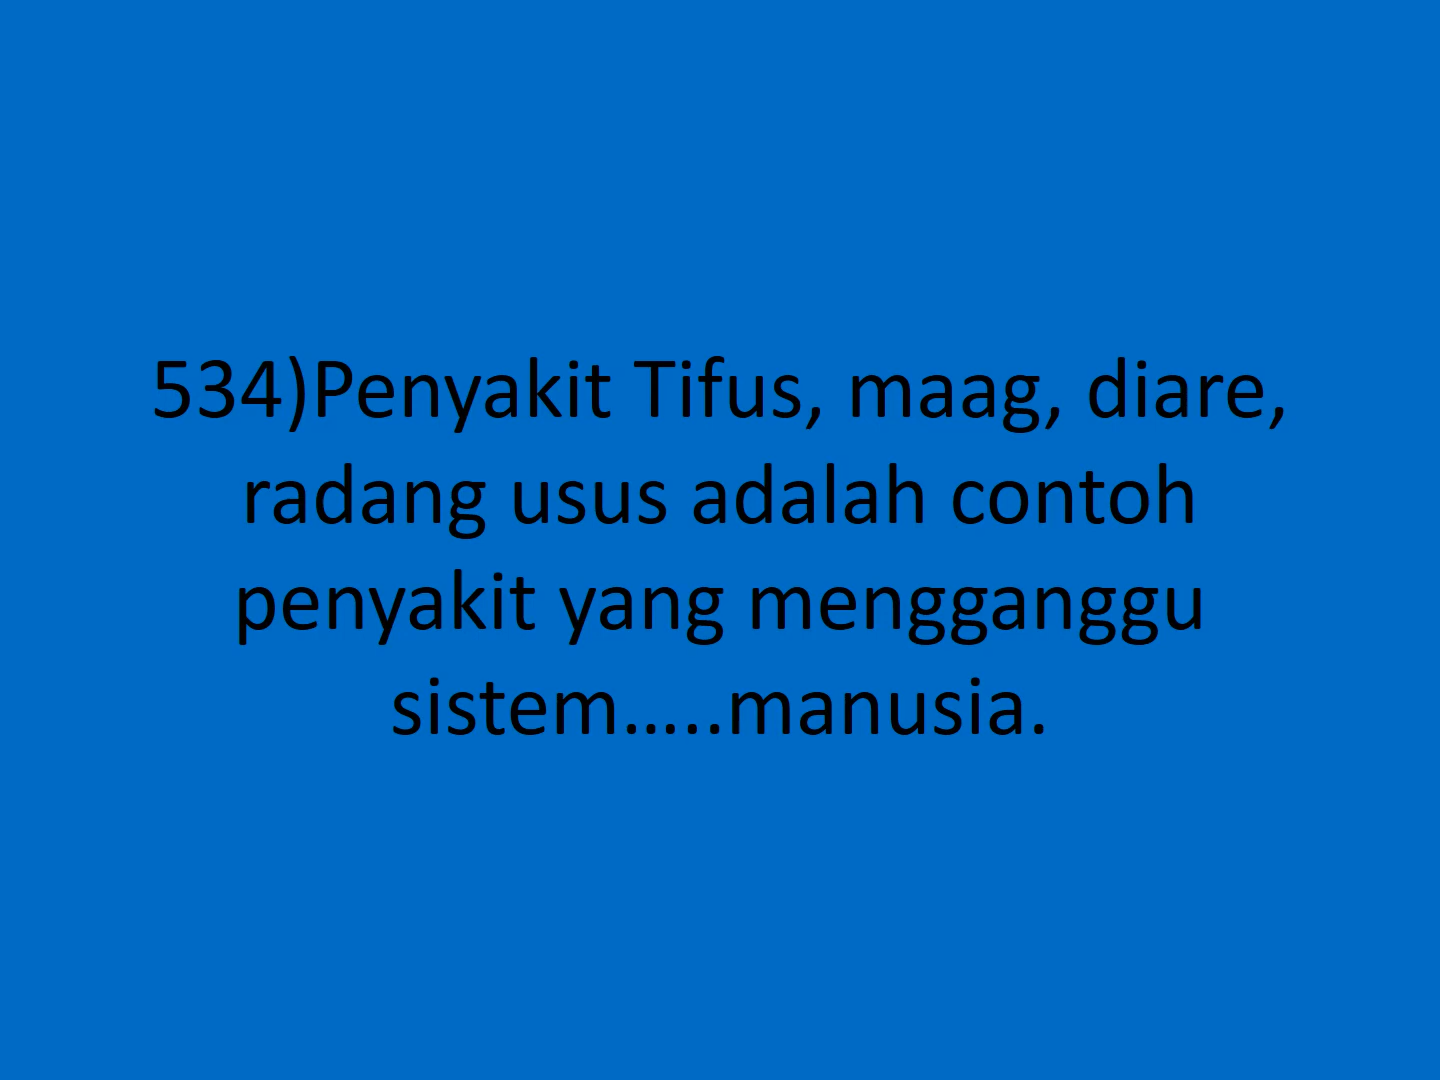 534)Penyakit Tifus, maag, diare,
radang usus adalah contoh
penyakit yang mengganggu
sistem…..manusia.